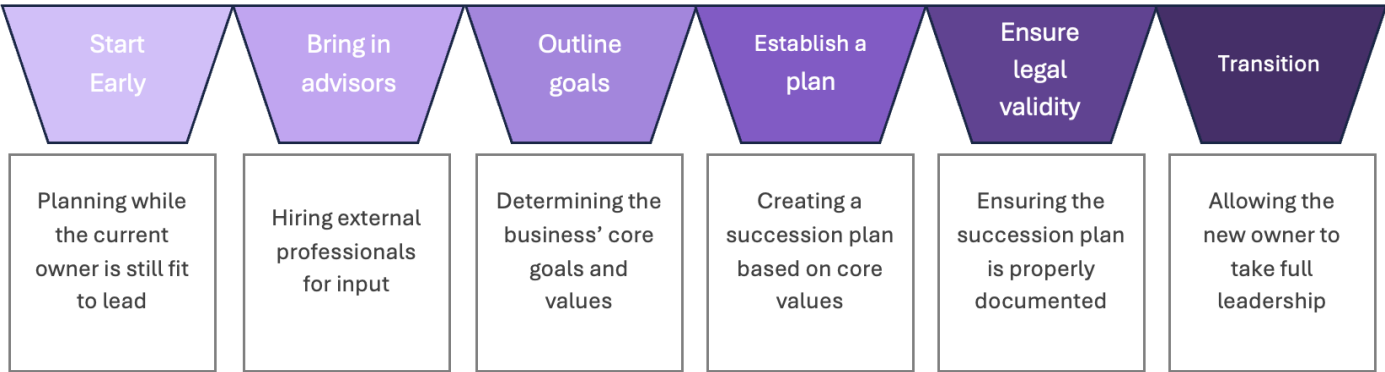 Start
Early
Bring in
advisors
Outline
goals
Establish a
plan
Ensure
legal
validity
Transition
Planning while
the current
owner is still fit
to lead
Hiring external
professionals
for input
Determining the
business’ core
goals and
values
Creating a
succession plan
based on core
values
Ensuring the
succession plan
is properly
documented
Allowing the
new owner to
take full
leadership